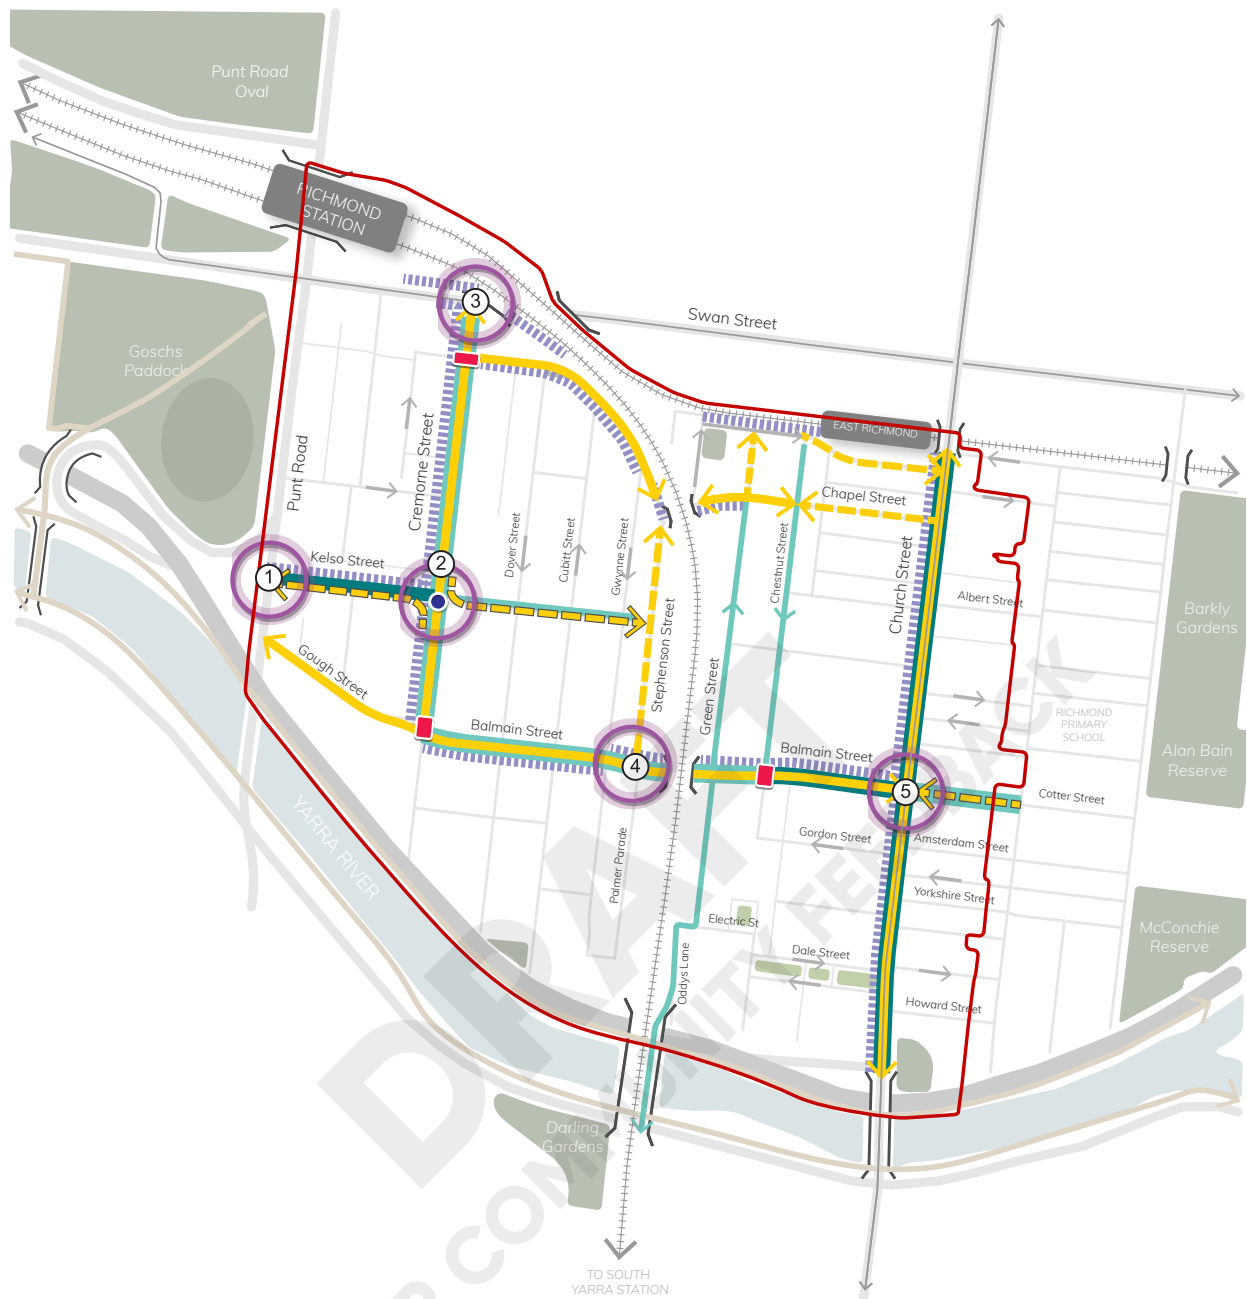 Punt Road
Oval
RICHMOND
STATION
3
Swan Street
Goschs
Paddock
EAST RICHMOND
Punt Road
Cremorne Street
Chapel Street
Dover Street
Cubitt Street
Gwynne Street
Chestnut Street
Church Street
Kelso Street
1
2
Albert Street
Barkly
Gardens
Stephenson Street
Green Street
Gough Street
Balmain Street
4
Balmain Street
5
RICHMOND
PRIMARY
SCHOOL
Alan Bain
Reserve
Cotter Street
YARRA RIVER
Palmer Parade
Gordon Street
Amsterdam Street
Yorkshire Street
Electric St
Oddys Lane
Dale Street
McConchie
Reserve
Howard Street
Darling
Gardens
TO SOUTH
YARRA STATION
DRAFT
COMMUNITY FEEDBACK